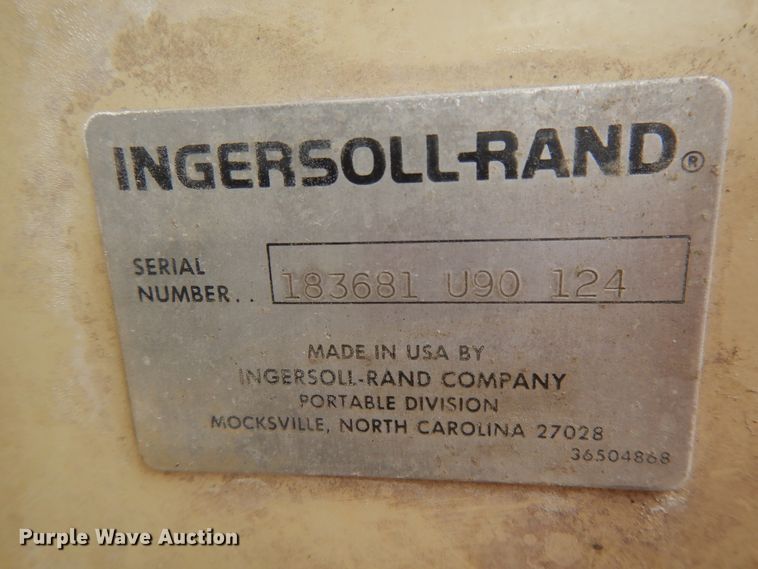 INGERSOLL-RAND®
SERIAL
NUMBER.. 183681 U90 124
MADE IN USA BY
INGERSOLL-RAND COMPANY
PORTABLE DIVISION
MOCKSVILLE, NORTH CAROLINA 27028
36504868
Purple Wave Auction